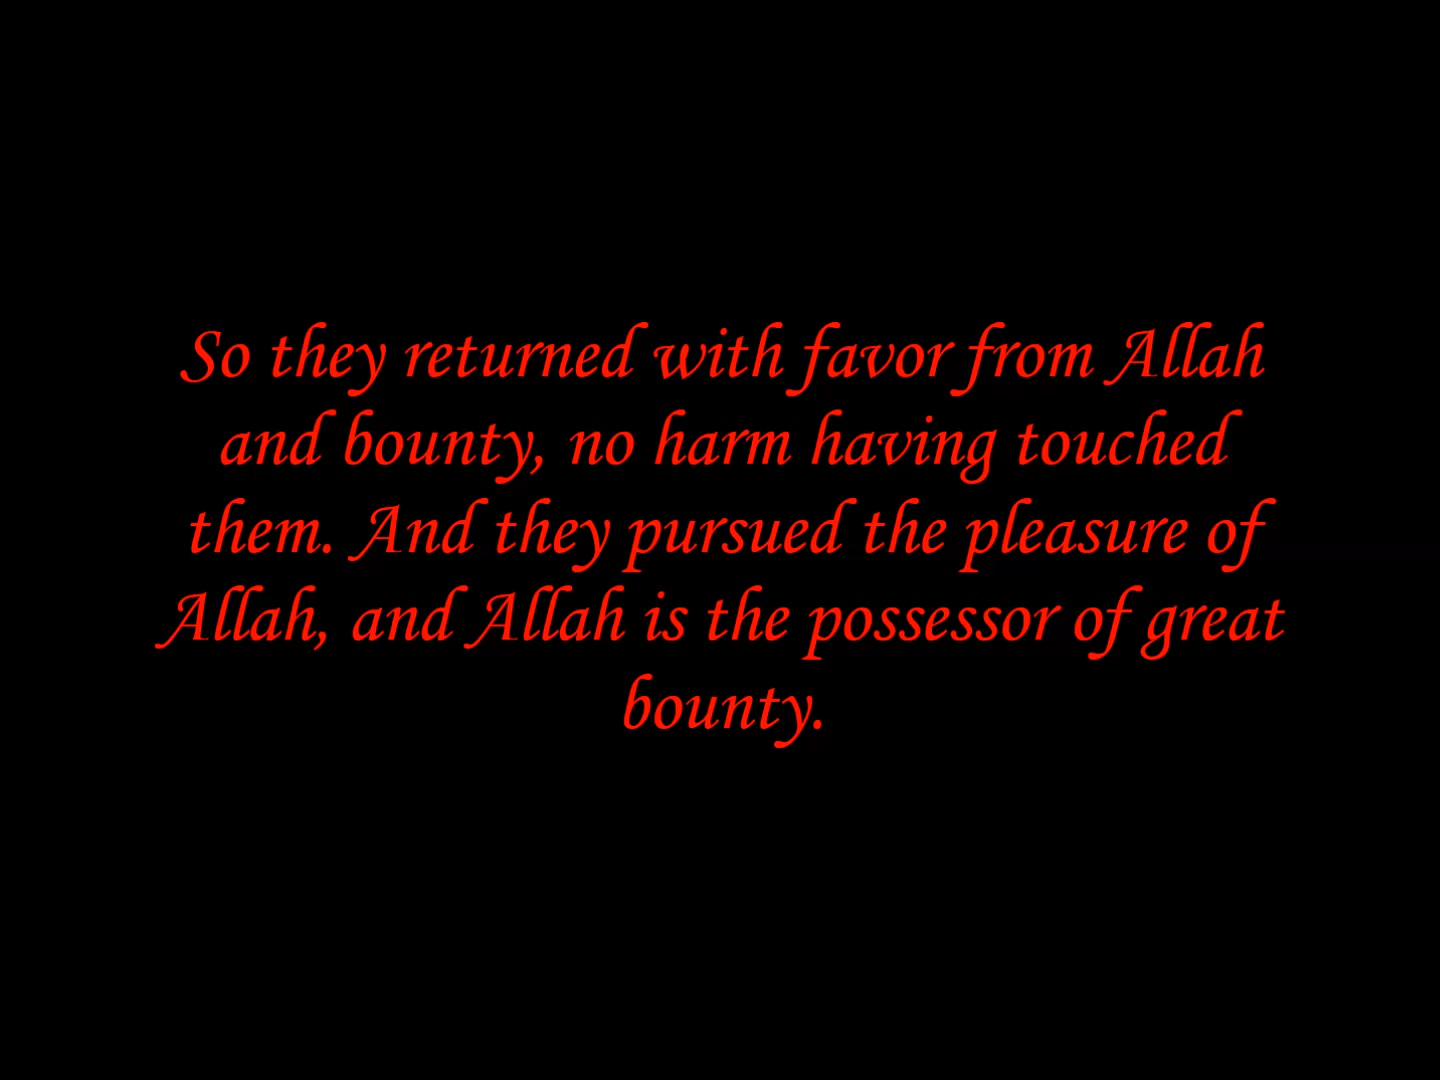 So they returned with favor from Allah
and bounty, no harm having touched
them. And they pursued the pleasure of
Allah, and Allah is the possessor of great
bounty.